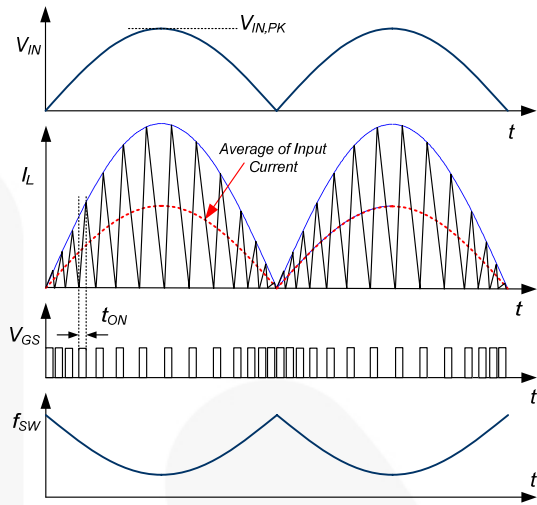 V_IN
V_IN,PK
t
I_L
Average of Input
Current
t
t_ON
V_GS
t
f_SW
t